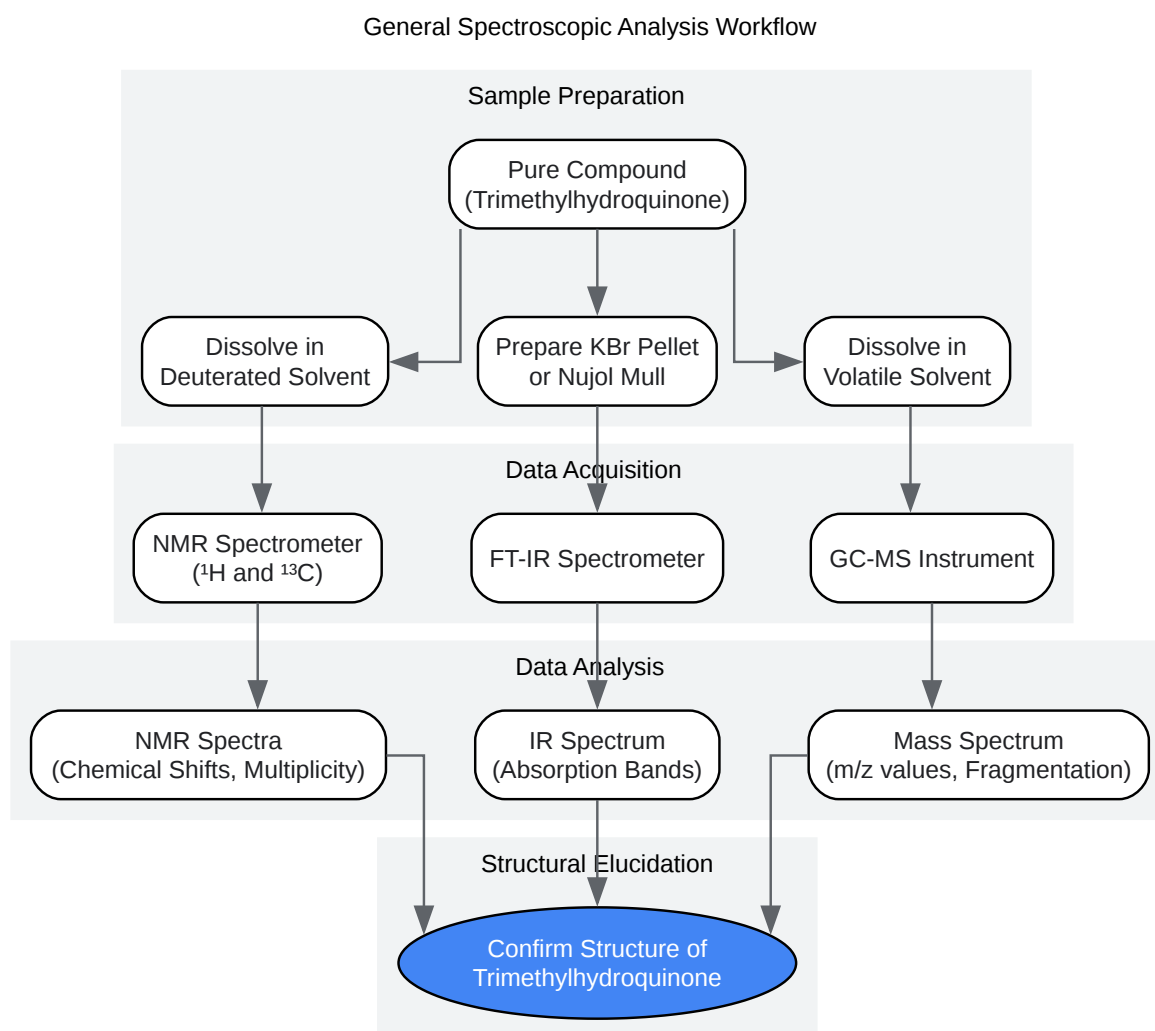 General Spectroscopic Analysis Workflow
Sample Preparation
Pure Compound
(Trimethylhydroquinone)
Dissolve in
Deuterated Solvent
Prepare KBr Pellet
or Nujol Mull
Dissolve in
Volatile Solvent
Data Acquisition
NMR Spectrometer
(¹H and ¹³C)
FT-IR Spectrometer
GC-MS Instrument
Data Analysis
NMR Spectra
(Chemical Shifts, Multiplicity)
IR Spectrum
(Absorption Bands)
Mass Spectrum
(m/z values, Fragmentation)
Structural Elucidation
Confirm Structure of
Trimethylhydroquinone